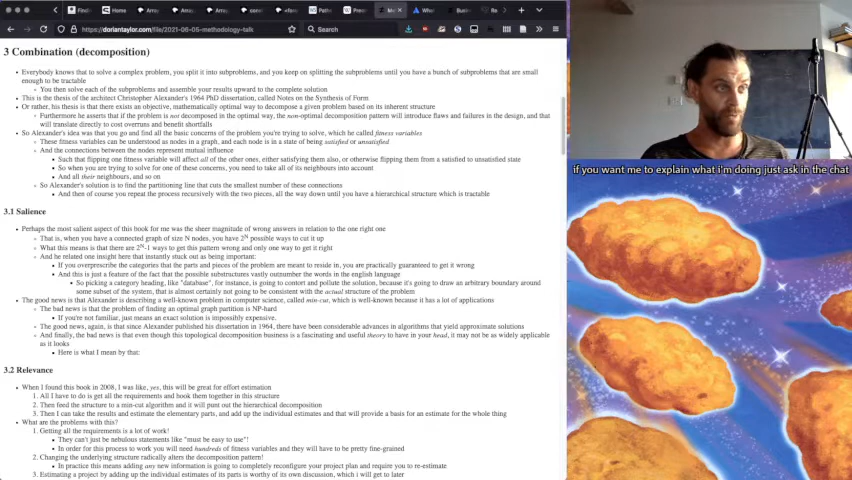 Home
Findi
Arra
Amaz
Arra
conv
<fore
Paths
Prese
Me
What
Busi
Re
https://doriantaylor.com/file/2021-06-05-methodology-talk
Search
3 Combination (decomposition)
• Everybody knows that to solve a complex problem, you split it into subproblems, and you keep on splitting the subproblems until you have a bunch of subproblems that are small
enough to be tractable
◦ You then solve each of the subproblems and assemble your results upward to the complete solution
• This is the thesis of the architect Christopher Alexander's 1964 PhD dissertation, called Notes on the Synthesis of Form
• Or rather, his thesis is that there exists an objective, mathematically optimal way to decompose a given problem based on its inherent structure
◦ Furthermore he asserts that if the problem is not decomposed in the optimal way, the non-optimal decomposition pattern will introduce flaws and failures in the design, and that
will translate directly to cost overruns and benefit shortfalls
• So Alexander's idea was that you go and find all the basic concerns of the problem you're trying to solve, which he called fitness variables
◦ These fitness variables can be understood as nodes in a graph, and each node is in a state of being satisfied or unsatisfied
◦ And the connections between the nodes represent mutual influence
▪ Such that flipping one fitness variable will affect all of the other ones, either satisfying them also, or otherwise flipping them from a satisfied to unsatisfied state
▪ So when you are trying to solve for one of these concerns, you need to take all of its neighbours into account
▪ And all their neighbours, and so on
◦ So Alexander's solution is to find the partitioning line that cuts the smallest number of these connections
▪ And then of course you repeat the process recursively with the two pieces, all the way down until you have a hierarchical structure which is tractable
3.1 Salience
• Perhaps the most salient aspect of this book for me was the sheer magnitude of wrong answers in relation to the one right one
◦ That is, when you have a connected graph of size N nodes, you have 2^N possible ways to cut it up
◦ What this means is that there are 2^N-1 ways to get this pattern wrong and only one way to get it right
◦ And he related one insight here that instantly stuck out as being important:
▪ If you overprescribe the categories that the parts and pieces of the problem are meant to reside in, you are practically guaranteed to get it wrong
▪ And this is just a feature of the fact that the possible substructures vastly outnumber the words in the english language
▪ So picking a category heading, like "database", for instance, is going to contort and pollute the solution, because it's going to draw an arbitrary boundary around
some subset of the system, that is almost certainly not going to be consistent with the actual structure of the problem
• The good news is that Alexander is describing a well-known problem in computer science, called min-cut, which is well-known because it has a lot of applications
◦ The bad news is that the problem of finding an optimal graph partition is NP-hard
▪ If you're not familiar, just means an exact solution is impossibly expensive.
◦ The good news, again, is that since Alexander published his dissertation in 1964, there have been considerable advances in algorithms that yield approximate solutions
◦ And finally, the bad news is that even though this topological decomposition business is a fascinating and useful theory to have in your head, it may not be as widely applicable
as it looks
▪ Here is what I mean by that:
3.2 Relevance
• When I found this book in 2008, I was like, yes, this will be great for effort estimation
1. All I have to do is get all the requirements and hook them together in this structure
2. Then feed the structure to a min-cut algorithm and it will punt out the hierarchical decomposition
3. Then I can take the results and estimate the elementary parts, and add up the individual estimates and that will provide a basis for an estimate for the whole thing
• What are the problems with this?
1. Getting all the requirements is a lot of work!
▪ They can't just be nebulous statements like "must be easy to use"!
▪ In order for this process to work you will need hundreds of fitness variables and they will have to be pretty fine-grained
2. Changing the underlying structure radically alters the decomposition pattern!
▪ In practice this means adding any new information is going to completely reconfigure your project plan and require you to re-estimate
3. Estimating a project by adding up the individual estimates of its parts is worthy of its own discussion, which i will get to later
if you want me to explain what i'm doing just ask in the chat